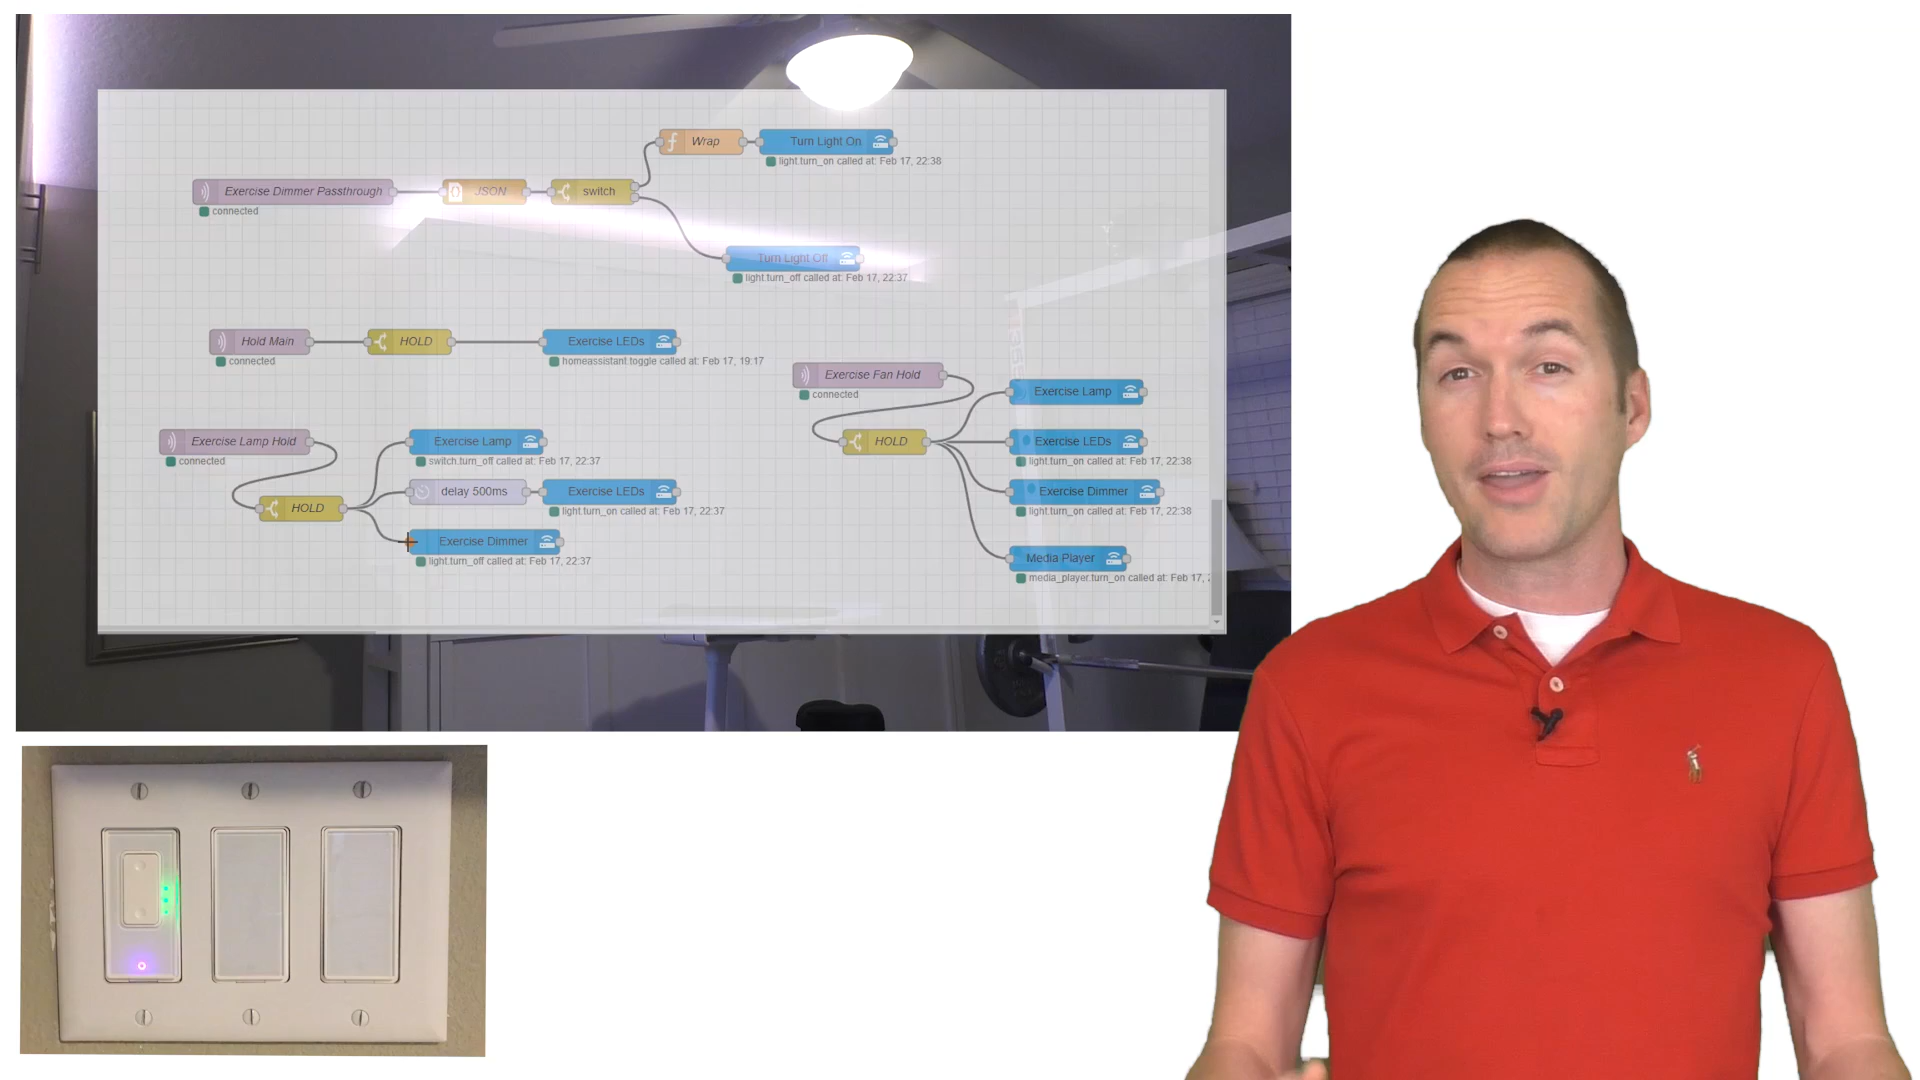 Wrap
Turn Light On
light.turn_on called at: Feb 17, 22:38
Exercise Dimmer Passthrough
JSON
switch
connected
Turn Light Off
light.turn_off called at: Feb 17, 22:37
Hold Main
HOLD
Exercise LEDs
connected
homeassistant.toggle called at: Feb 17, 19:17
Exercise Fan Hold
connected
Exercise Lamp
Exercise Lamp Hold
connected
Exercise Lamp
switch.turn_off called at: Feb 17, 22:37
HOLD
Exercise LEDs
light.turn_on called at: Feb 17, 22:38
delay 500ms
Exercise LEDs
light.turn_on called at: Feb 17, 22:37
Exercise Dimmer
light.turn_on called at: Feb 17, 22:38
HOLD
Exercise Dimmer
light.turn_off called at: Feb 17, 22:37
Media Player
media_player.turn_on called at: Feb 17,